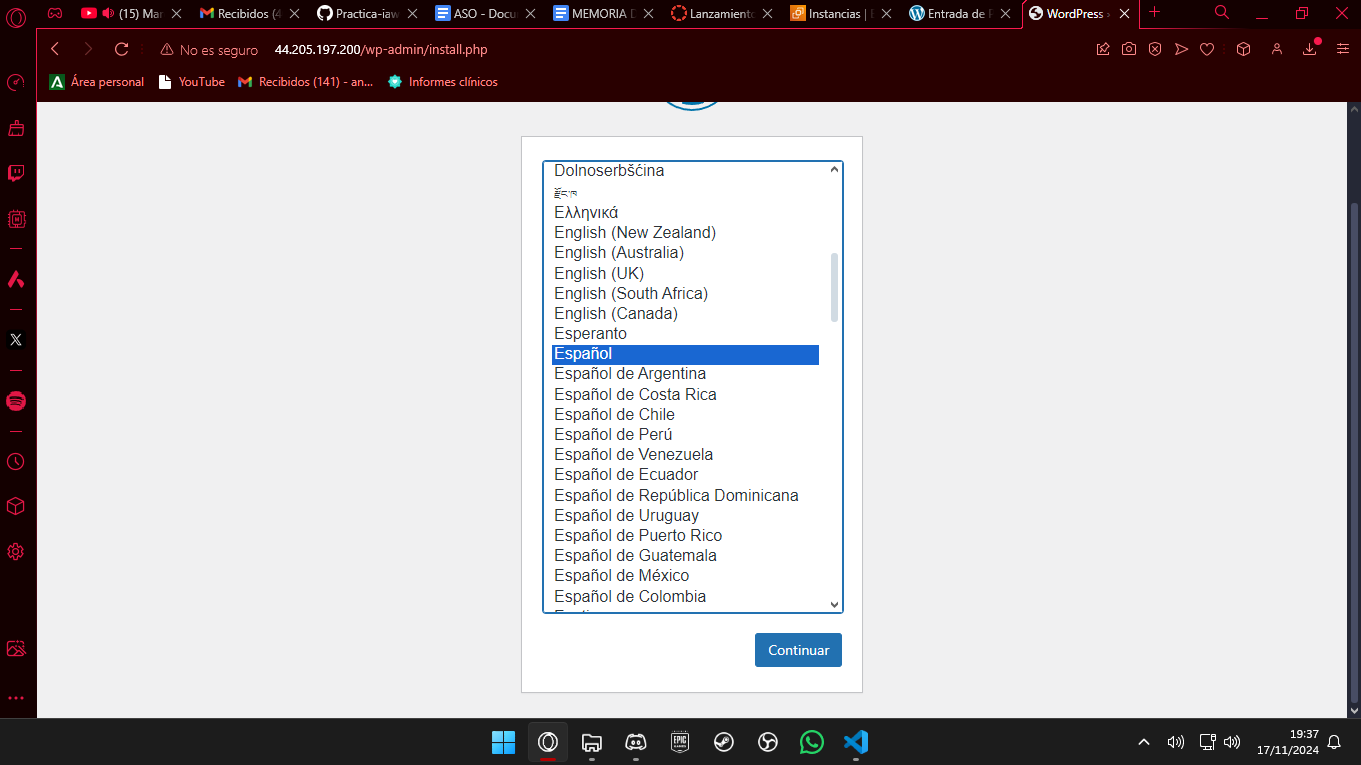 (15) Mar
Recibidos (4
Practica-iaw
ASO - Docu
MEMORIA D
Lanzamiento
Instancias | E
Entrada de P
WordPress ›
No es seguro
44.205.197.200/wp-admin/install.php
Área personal
YouTube
Recibidos (141) - an...
Informes clínicos
Dolnoserbšćina
རྫོང་ཁ
Ελληνικά
English (New Zealand)
English (Australia)
English (UK)
English (South Africa)
English (Canada)
Esperanto
Español
Español de Argentina
Español de Costa Rica
Español de Chile
Español de Perú
Español de Venezuela
Español de Ecuador
Español de República Dominicana
Español de Uruguay
Español de Puerto Rico
Español de Guatemala
Español de México
Español de Colombia
Continuar
EPIC
GAMES
19:37
17/11/2024